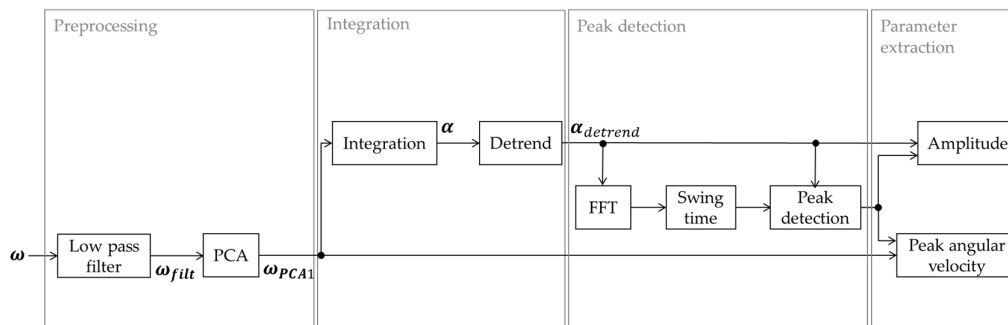 Preprocessing
Integration
Peak detection
Parameter
extraction
α
α_detrend
Integration
Detrend
Amplitude
FFT
Swing
time
Peak
detection
ω
Low pass
filter
ω_filt
PCA
ω_PCA1
Peak angular
velocity